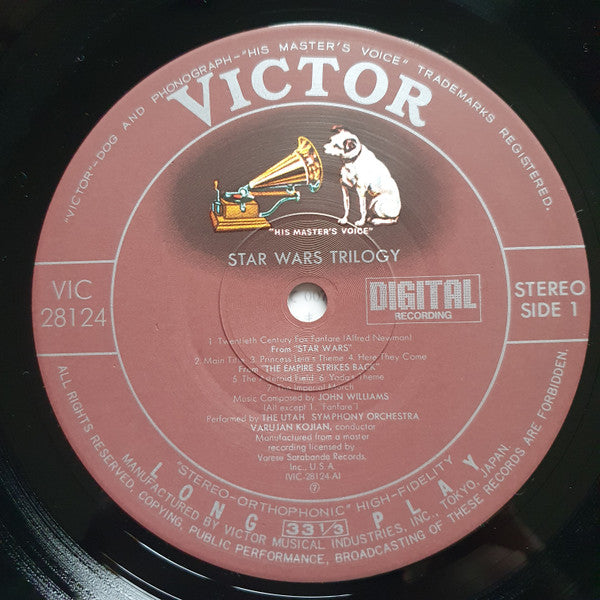 "VICTOR"—DOG AND PHONOGRAPH—"HIS MASTER'S VOICE" TRADEMARKS REGISTERED.
VICTOR
"HIS MASTER'S VOICE"
STAR WARS TRILOGY
VIC
28124
DIGITAL
RECORDING
STEREO
SIDE 1
1. Twentieth Century Fox Fanfare (Alfred Newman)
From "STAR WARS"
2. Main Title 3. Princess Leia's Theme 4. Here They Come
From "THE EMPIRE STRIKES BACK"
5. The Asteroid Field 6. Yoda's Theme
7. The Imperial March
Music Composed by JOHN WILLIAMS
(All except 1. 'Fanfare')
Performed by THE UTAH SYMPHONY ORCHESTRA
VARUJAN KOJIAN, conductor
Manufactured from a master
recording licensed by
Varese Sarabande Records,
Inc., U.S.A.
(VIC-28124-A)
"STEREO-ORTHOPHONIC" HIGH-FIDELITY
LONG 33 1/3 PLAY
MANUFACTURED BY VICTOR MUSICAL INDUSTRIES, INC., TOKYO, JAPAN.
ALL RIGHTS RESERVED. COPYING, PUBLIC PERFORMANCE, BROADCASTING OF THESE RECORDS ARE FORBIDDEN.